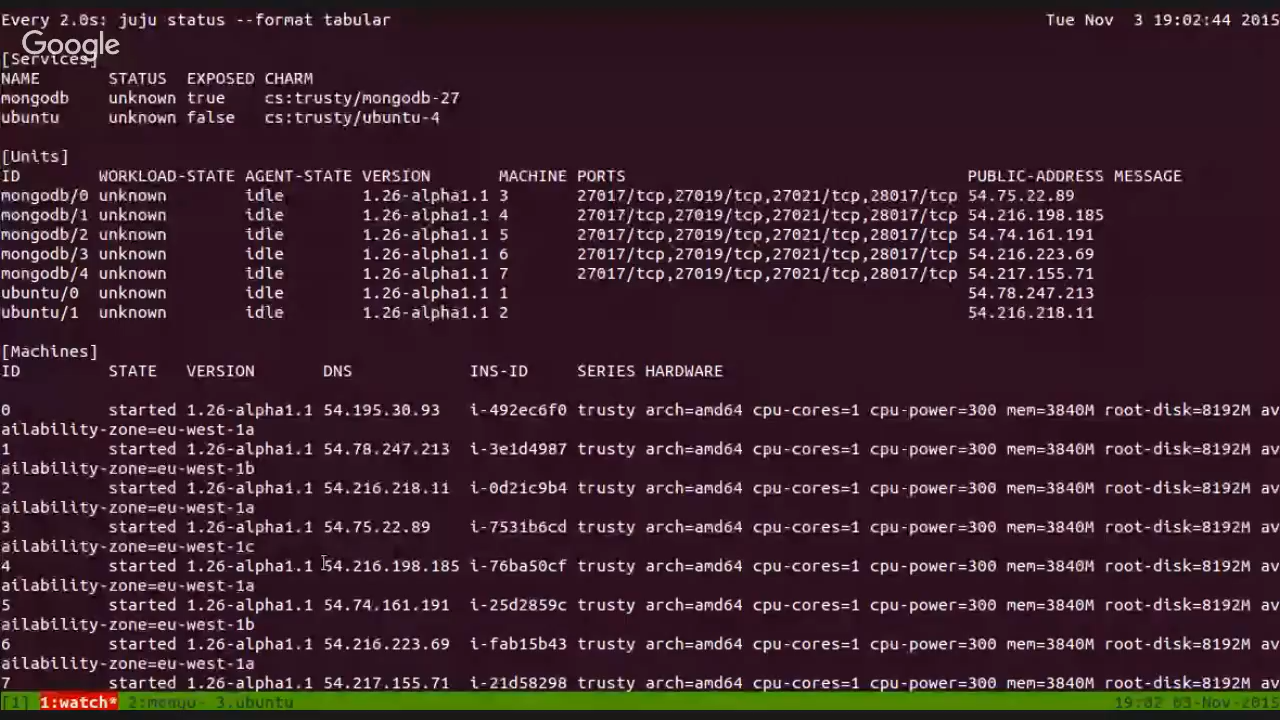 Every 2.0s: juju status --format tabular Tue Nov 3 19:02:44 2015
Google
[Services]
NAME STATUS EXPOSED CHARM
mongodb unknown true cs:trusty/mongodb-27
ubuntu unknown false cs:trusty/ubuntu-4
[Units]
ID WORKLOAD-STATE AGENT-STATE VERSION MACHINE PORTS PUBLIC-ADDRESS MESSAGE
mongodb/0 unknown idle 1.26-alpha1.1 3 27017/tcp,27019/tcp,27021/tcp,28017/tcp 54.75.22.89
mongodb/1 unknown idle 1.26-alpha1.1 4 27017/tcp,27019/tcp,27021/tcp,28017/tcp 54.216.198.185
mongodb/2 unknown idle 1.26-alpha1.1 5 27017/tcp,27019/tcp,27021/tcp,28017/tcp 54.74.161.191
mongodb/3 unknown idle 1.26-alpha1.1 6 27017/tcp,27019/tcp,27021/tcp,28017/tcp 54.216.223.69
mongodb/4 unknown idle 1.26-alpha1.1 7 27017/tcp,27019/tcp,27021/tcp,28017/tcp 54.217.155.71
ubuntu/0 unknown idle 1.26-alpha1.1 1 54.78.247.213
ubuntu/1 unknown idle 1.26-alpha1.1 2 54.216.218.11
[Machines]
ID STATE VERSION DNS INS-ID SERIES HARDWARE
0 started 1.26-alpha1.1 54.195.30.93 i-492ec6f0 trusty arch=amd64 cpu-cores=1 cpu-power=300 mem=3840M root-disk=8192M av
ailability-zone=eu-west-1a
1 started 1.26-alpha1.1 54.78.247.213 i-3e1d4987 trusty arch=amd64 cpu-cores=1 cpu-power=300 mem=3840M root-disk=8192M av
ailability-zone=eu-west-1b
2 started 1.26-alpha1.1 54.216.218.11 i-0d21c9b4 trusty arch=amd64 cpu-cores=1 cpu-power=300 mem=3840M root-disk=8192M av
ailability-zone=eu-west-1a
3 started 1.26-alpha1.1 54.75.22.89 i-7531b6cd trusty arch=amd64 cpu-cores=1 cpu-power=300 mem=3840M root-disk=8192M av
ailability-zone=eu-west-1c
4 started 1.26-alpha1.1 54.216.198.185 i-76ba50cf trusty arch=amd64 cpu-cores=1 cpu-power=300 mem=3840M root-disk=8192M av
ailability-zone=eu-west-1a
5 started 1.26-alpha1.1 54.74.161.191 i-25d2859c trusty arch=amd64 cpu-cores=1 cpu-power=300 mem=3840M root-disk=8192M av
ailability-zone=eu-west-1b
6 started 1.26-alpha1.1 54.216.223.69 i-fab15b43 trusty arch=amd64 cpu-cores=1 cpu-power=300 mem=3840M root-disk=8192M av
ailability-zone=eu-west-1a
7 started 1.26-alpha1.1 54.217.155.71 i-21d58298 trusty arch=amd64 cpu-cores=1 cpu-power=300 mem=3840M root-disk=8192M av
[1] 1:watch* 3.ubuntu 19:02 03-Nov-2015